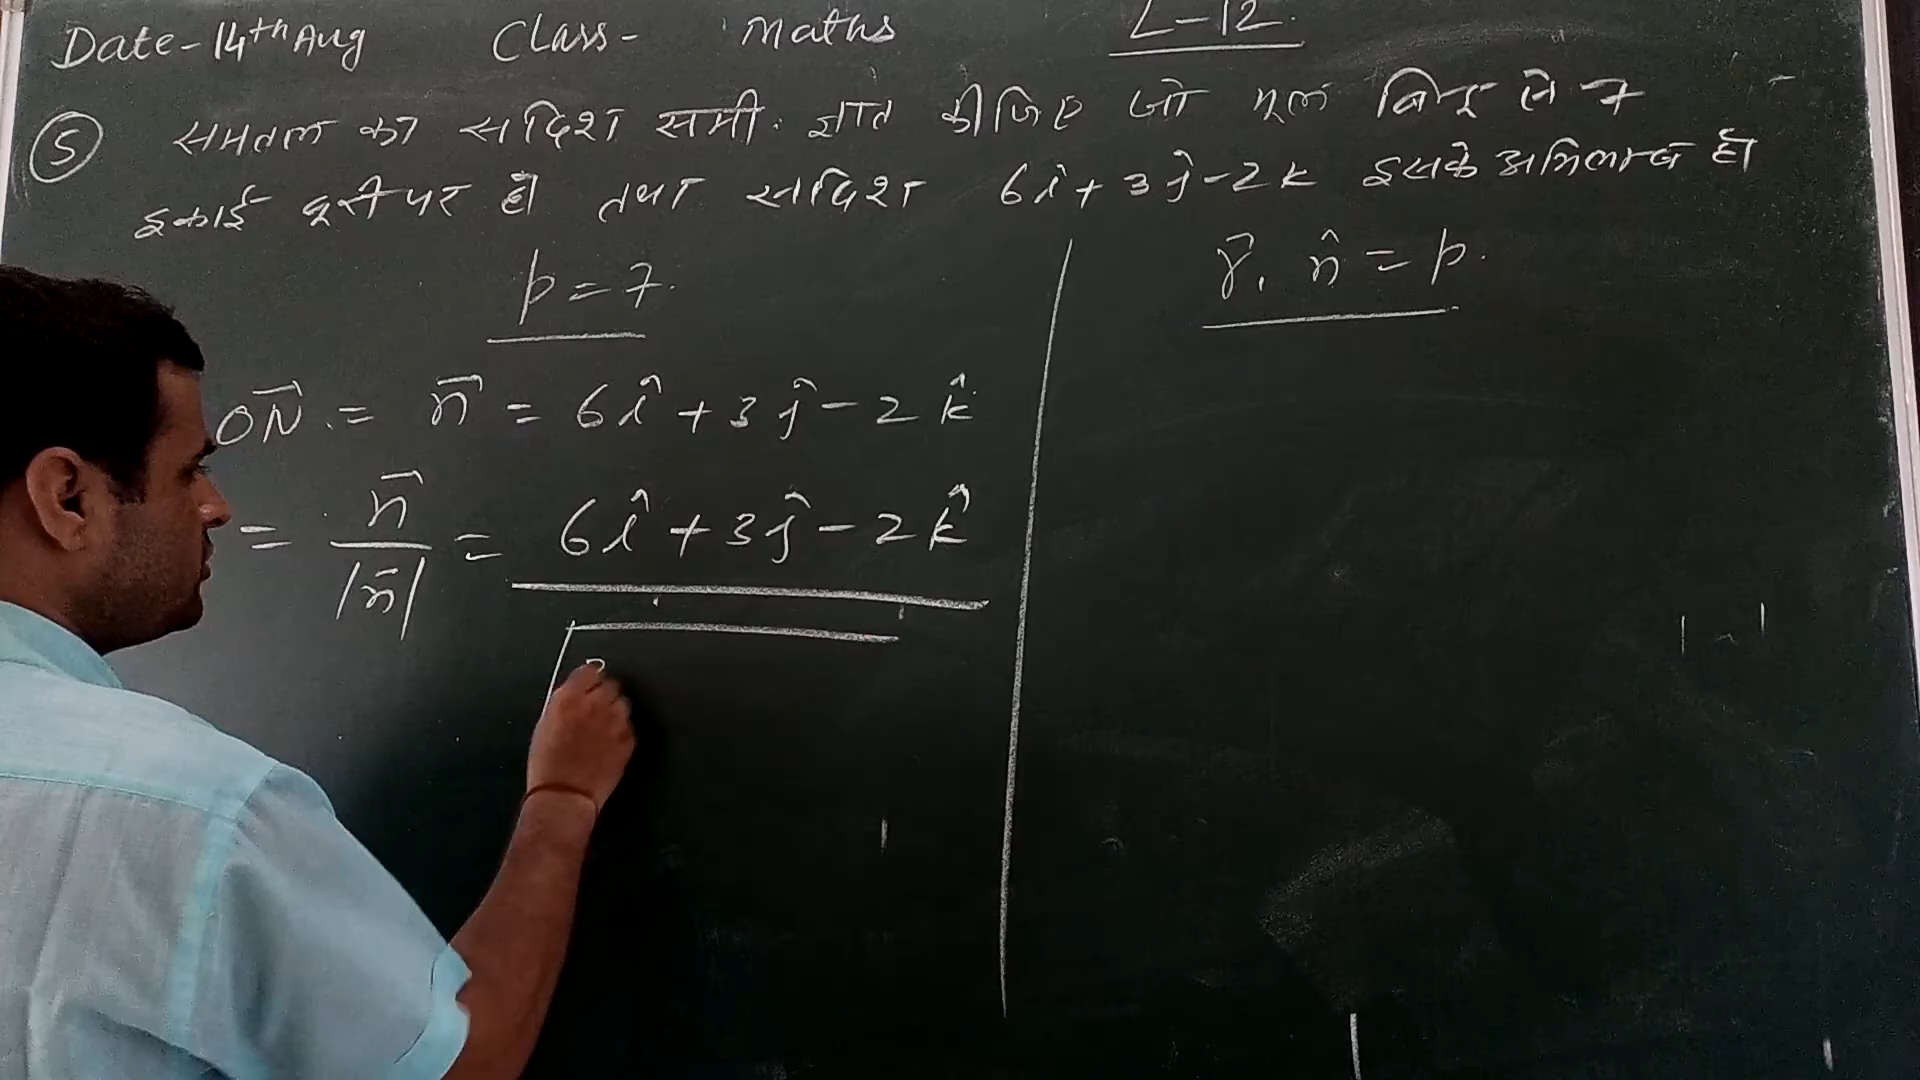 Date-14th Aug Class- Maths L-12.
5 समतल का सदिश समी. ज्ञात कीजिए जो मूल बिन्दु से 7
इकाई दूरी पर हो तथा सदिश 6î+3ĵ-2k इसके अभिलम्ब हो
p=7.
r⃗. n̂ = p.
ON⃗ = n⃗ = 6î+3ĵ-2k̂
= n⃗/|n⃗| = 6î+3ĵ-2k̂